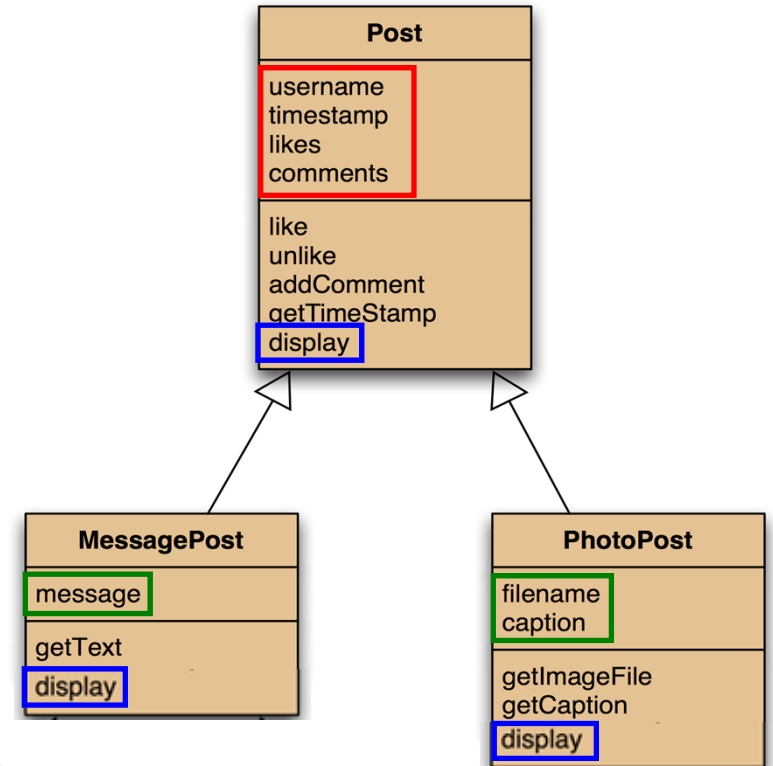 Post
username
timestamp
likes
comments
like
unlike
addComment
getTimeStamp
display
MessagePost
message
getText
display
PhotoPost
filename
caption
getImageFile
getCaption
display